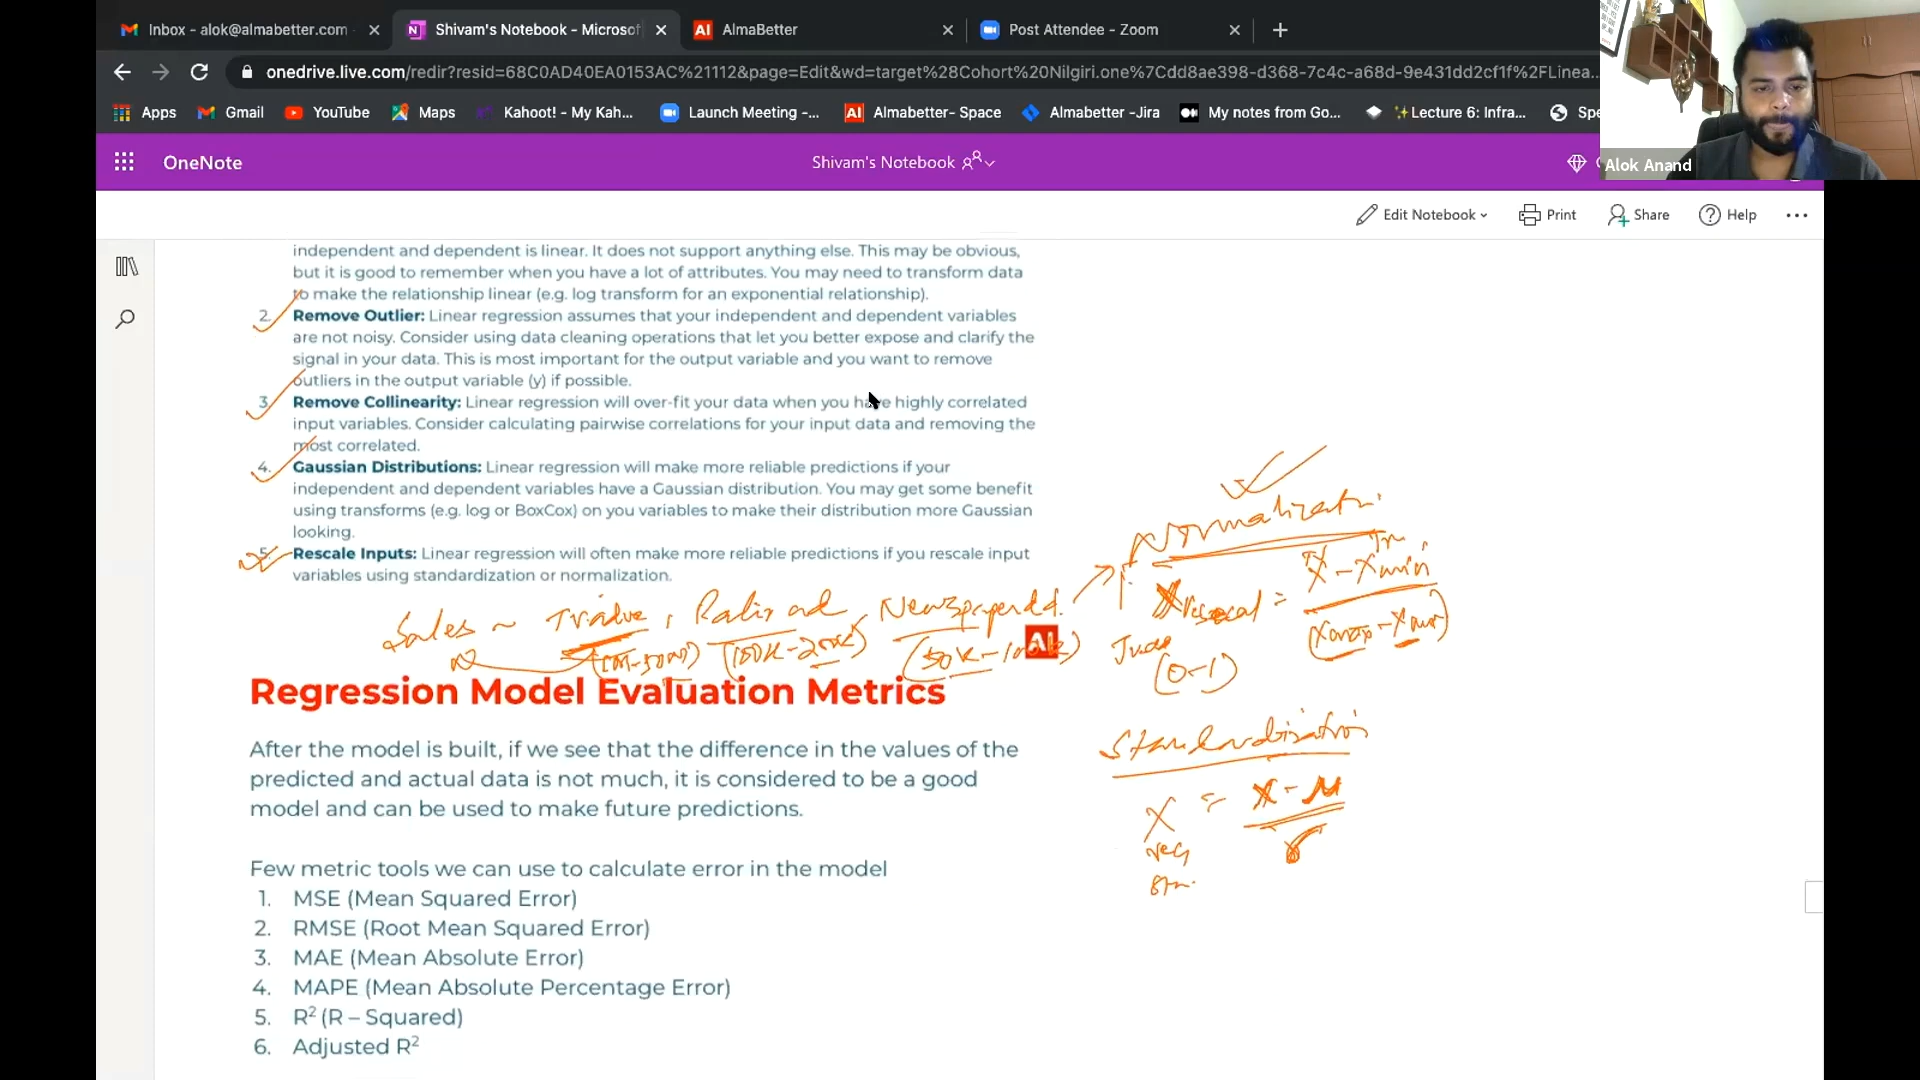 Inbox - alok@almabetter.com
Shivam's Notebook - Microsof
AlmaBetter
Post Attendee - Zoom
onedrive.live.com/redir?resid=68C0AD40EA0153AC%21112&page=Edit&wd=target%28Cohort%20Nilgiri.one%7Cdd8ae398-d368-7c4c-a68d-9e431dd2cf1f%2FLinea...
Apps Gmail YouTube Maps Kahoot! - My Kah... Launch Meeting -... Almabetter- Space Almabetter -Jira My notes from Go... ✨Lecture 6: Infra... Spe
Alok Anand
OneNote
Shivam's Notebook
Edit Notebook Print Share Help ...
independent and dependent is linear. It does not support anything else. This may be obvious,
but it is good to remember when you have a lot of attributes. You may need to transform data
to make the relationship linear (e.g. log transform for an exponential relationship).
2. Remove Outlier: Linear regression assumes that your independent and dependent variables
are not noisy. Consider using data cleaning operations that let you better expose and clarify the
signal in your data. This is most important for the output variable and you want to remove
outliers in the output variable (y) if possible.
3. Remove Collinearity: Linear regression will over-fit your data when you have highly correlated
input variables. Consider calculating pairwise correlations for your input data and removing the
most correlated.
4. Gaussian Distributions: Linear regression will make more reliable predictions if your
independent and dependent variables have a Gaussian distribution. You may get some benefit
using transforms (e.g. log or BoxCox) on you variables to make their distribution more Gaussian
looking.
5. Rescale Inputs: Linear regression will often make more reliable predictions if you rescale input
variables using standardization or normalization.
Sales ~
(50K-100K)
AI
X - Xmin
(Xmax - Xmin)
(0-1)
Standardization
X = X - μ
σ
Regression Model Evaluation Metrics
After the model is built, if we see that the difference in the values of the
predicted and actual data is not much, it is considered to be a good
model and can be used to make future predictions.
Few metric tools we can use to calculate error in the model
1. MSE (Mean Squared Error)
2. RMSE (Root Mean Squared Error)
3. MAE (Mean Absolute Error)
4. MAPE (Mean Absolute Percentage Error)
5. R² (R – Squared)
6. Adjusted R²